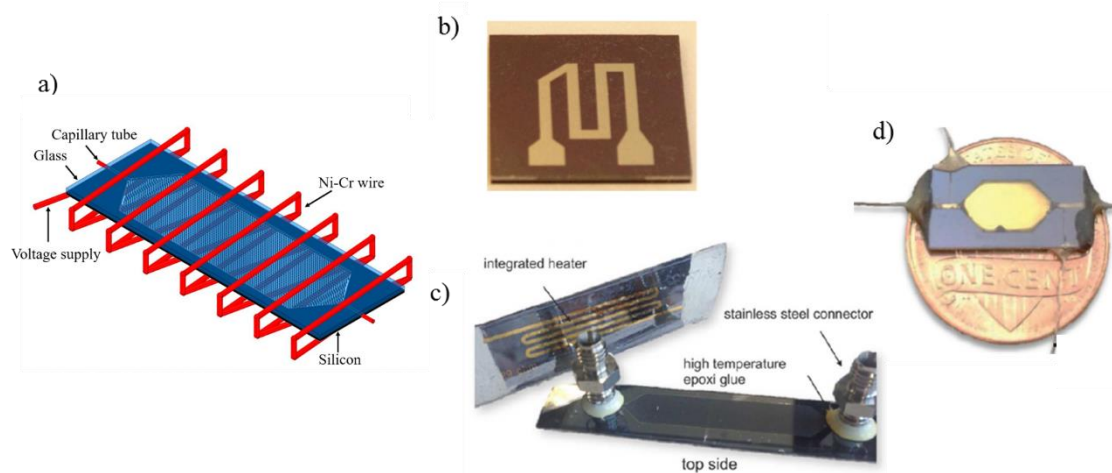 a)
Capillary tube
Glass
Voltage supply
Ni-Cr wire
Silicon
b)
c)
integrated heater
stainless steel connector
high temperature
epoxi glue
top side
d)
ONE CENT